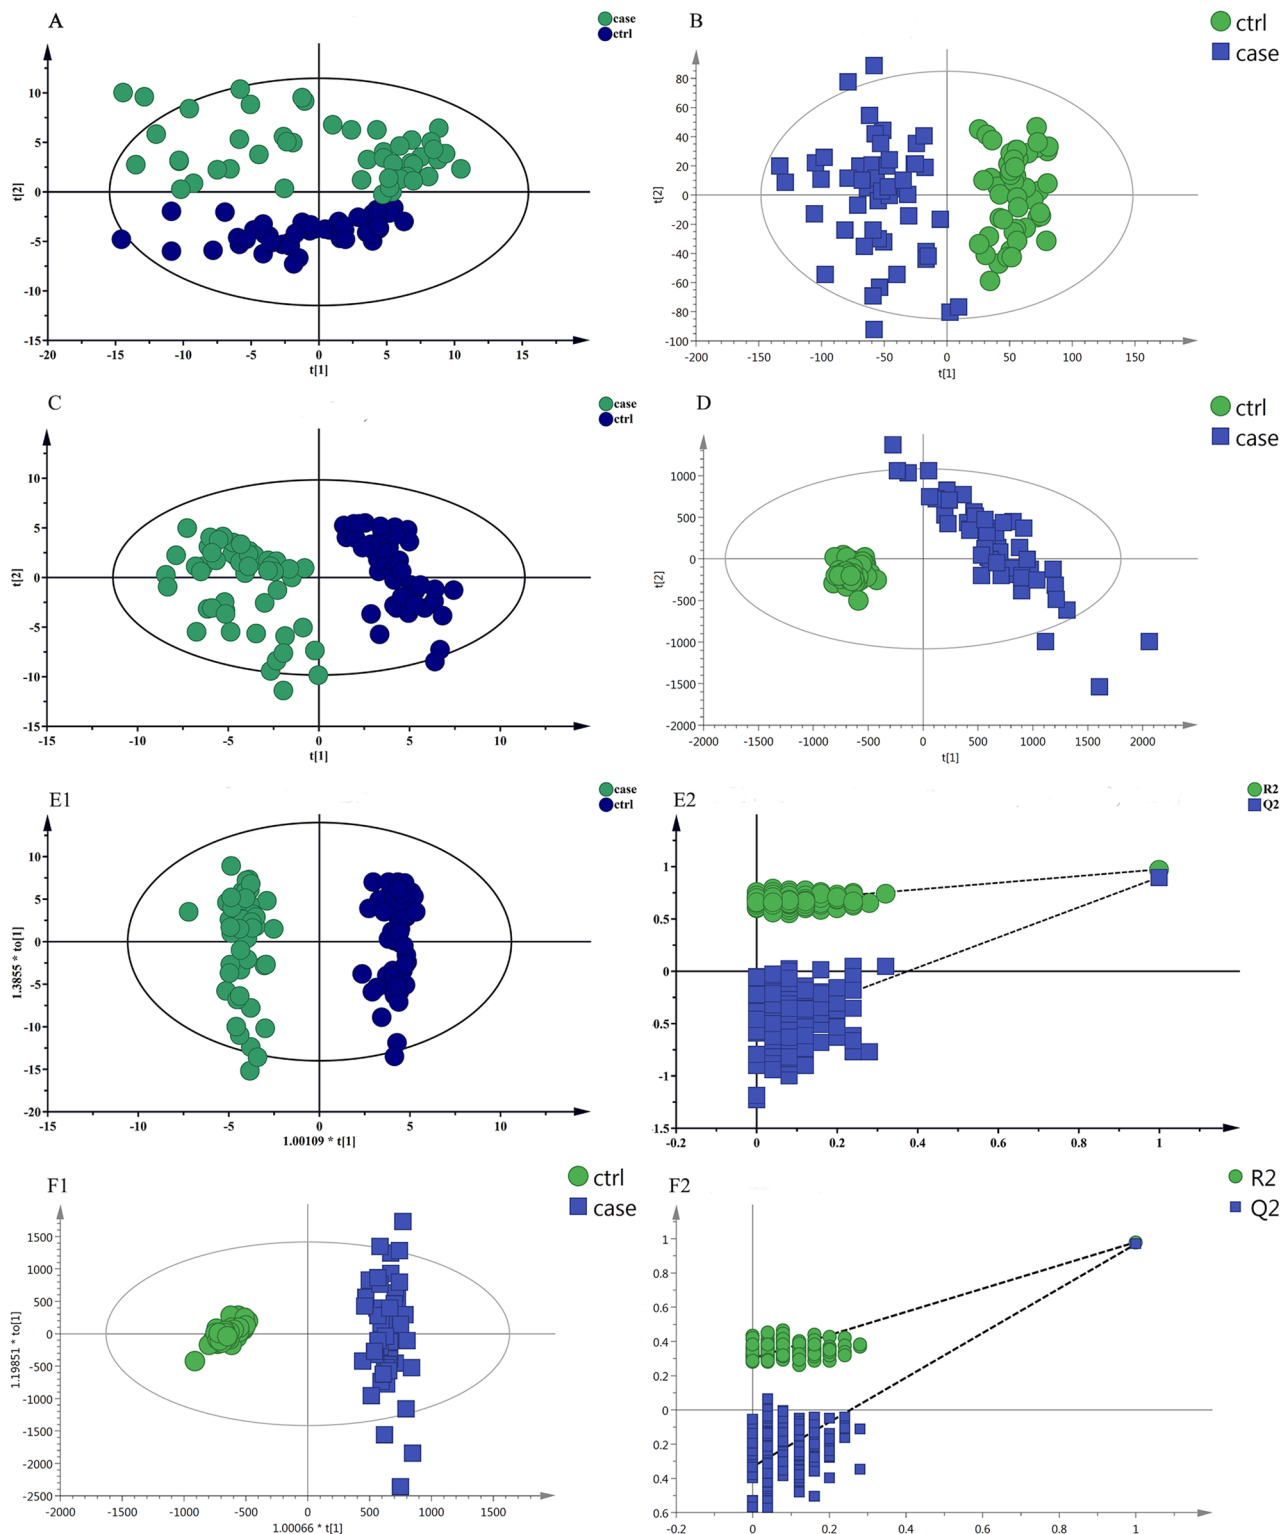 A
case
ctrl
10
5
0
-5
-10
-15
-20 -15 -10 -5 0 5 10 15
t[1]
t[2]
B
ctrl
case
80
60
40
20
0
-20
-40
-60
-80
-100
-200 -150 -100 -50 0 50 100 150
t[1]
t[2]
C
case
ctrl
10
5
0
-5
-10
-15
-15 -10 -5 0 5 10
t[1]
t[2]
D
ctrl
case
1000
500
0
-500
-1000
-1500
-2000
-2000 -1500 -1000 -500 0 500 1000 1500 2000
t[1]
t[2]
E1
case
ctrl
10
5
0
-5
-10
-15
-20
-15 -10 -5 0 5 10
1.00109 * t[1]
1.3855 * to[1]
E2
R2
Q2
1
0.5
0
-0.5
-1
1.5
-0.2 0 0.2 0.4 0.6 0.8 1
F1
ctrl
case
1500
1000
500
0
-500
-1000
-1500
-2000
-2500
-2000 -1500 -1000 -500 0 500 1000 1500
1.00066 * t[1]
1.19851 * to[1]
F2
R2
Q2
1
0.8
0.6
0.4
0.2
0
0.2
0.4
0.6
-0.2 0 0.2 0.4 0.6 0.8 1